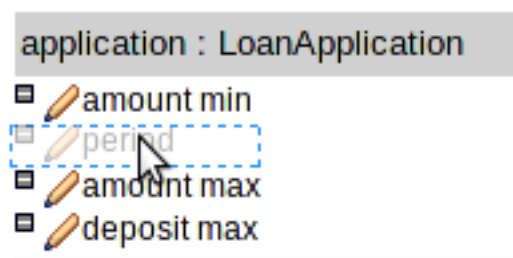 application : LoanApplication
amount min
period
amount max
deposit max